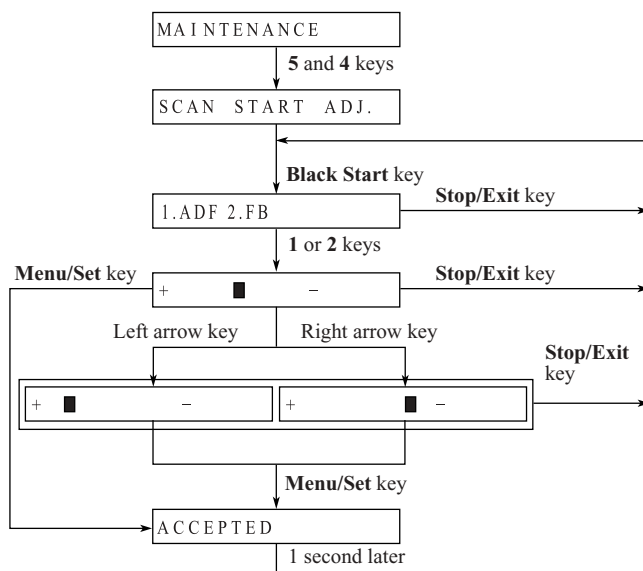 MAINTENANCE
5 and 4 keys
SCAN START ADJ.
Black Start key
1.ADF 2.FB
Stop/Exit key
1 or 2 keys
Menu/Set key
+ ■ −
Stop/Exit key
Left arrow key
Right arrow key
Stop/Exit
key
+ ■ −
+ ■ −
Menu/Set key
ACCEPTED
1 second later